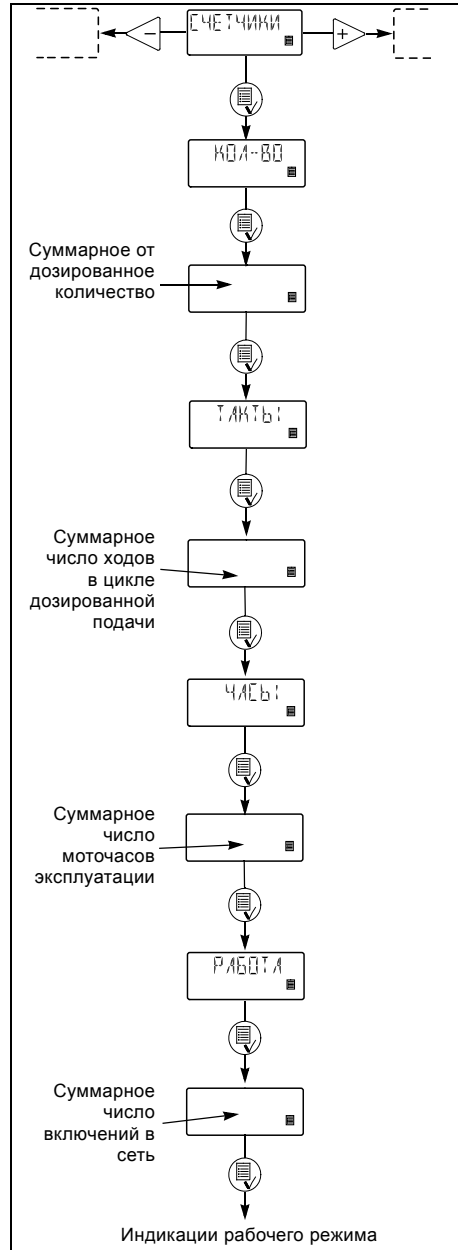 СЧЕТЧИКИ
−
+
КОЛ-ВО
Суммарное от
дозированное
количество
ТАКТЫ
Суммарное
число ходов
в цикле
дозированной
подачи
ЧАСЫ
Суммарное
число
моточасов
эксплуатации
РАБОТА
Суммарное
число
включений в
сеть
Индикации рабочего режима